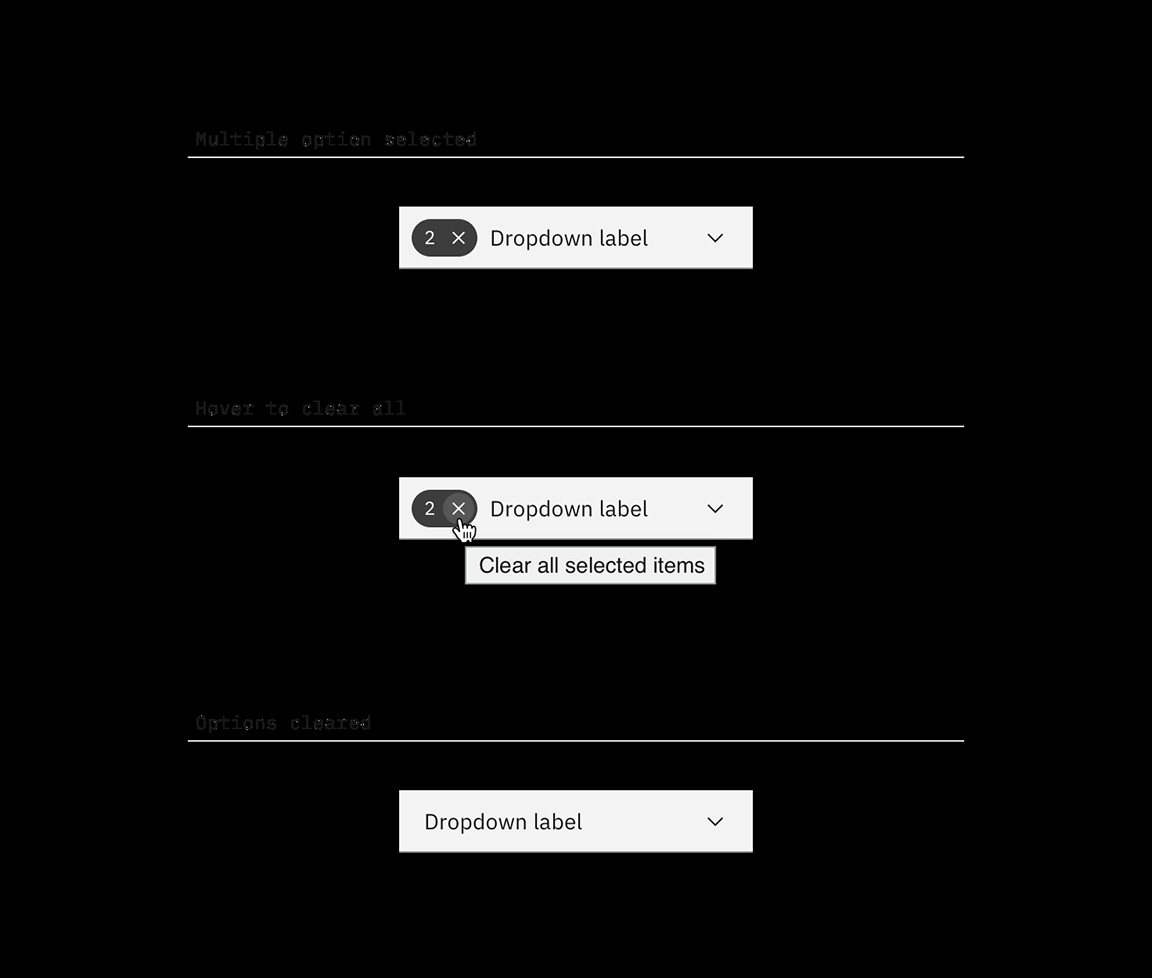 Multiple option selected
2 Dropdown label
Hover to clear all
2 Dropdown label
Clear all selected items
Options cleared
Dropdown label